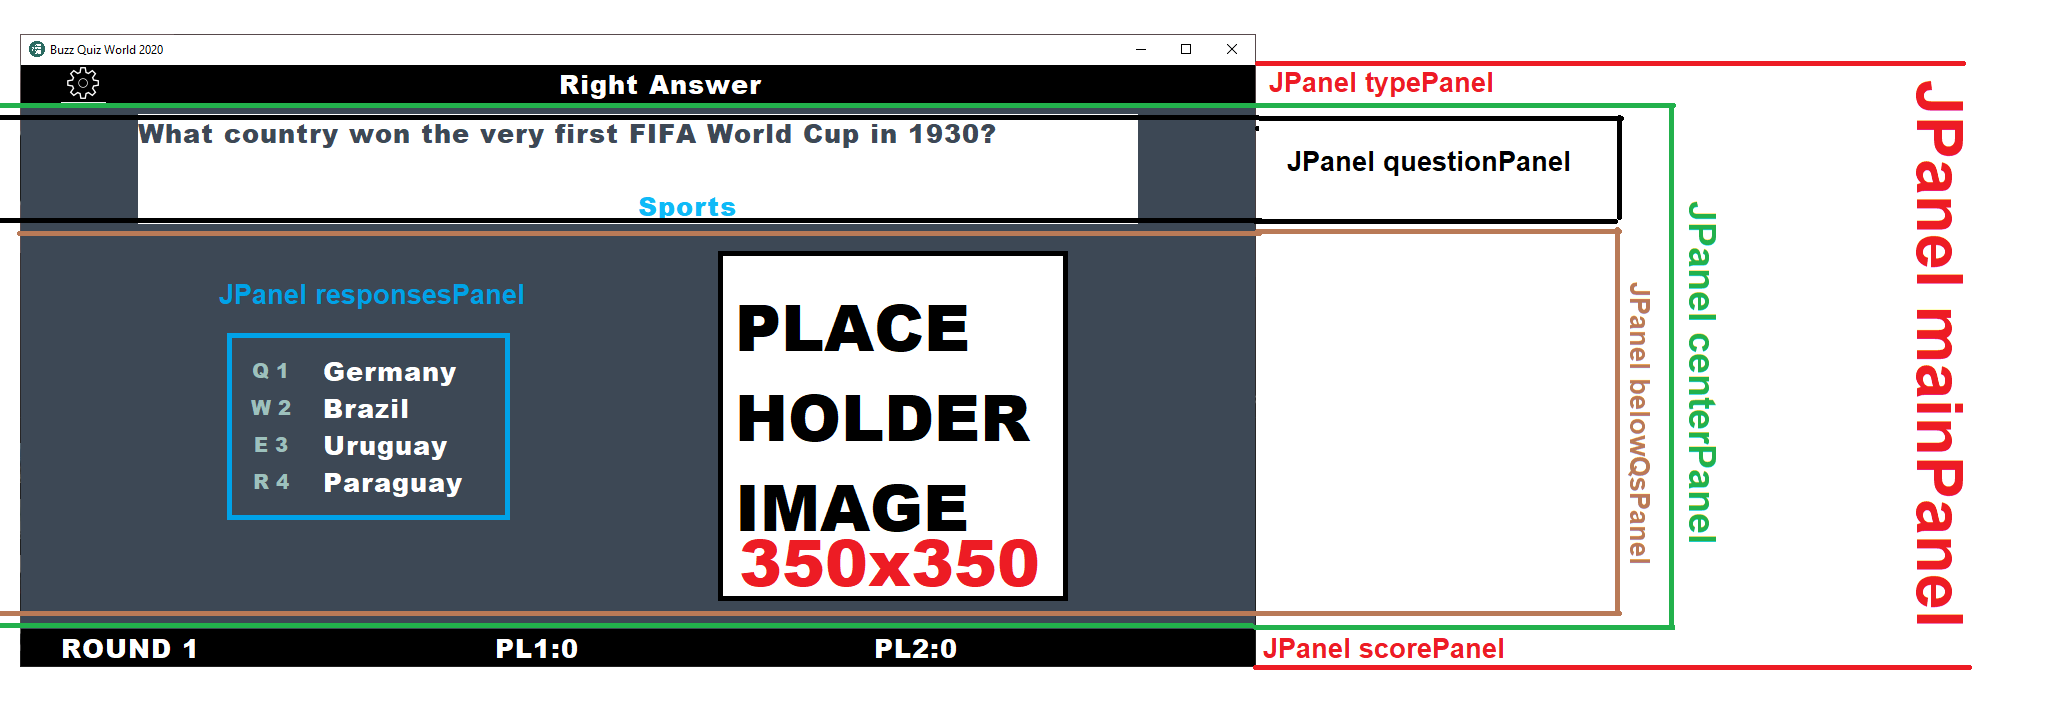 Buzz Quiz World 2020
Right Answer
JPanel typePanel
What country won the very first FIFA World Cup in 1930?
Sports
JPanel questionPanel
JPanel responsesPanel
Q 1 Germany
W 2 Brazil
E 3 Uruguay
R 4 Paraguay
PLACE
HOLDER
IMAGE
350x350
JPanel belowQsPanel
JPanel centerPanel
JPanel mainPanel
ROUND 1 PL1:0 PL2:0
JPanel scorePanel